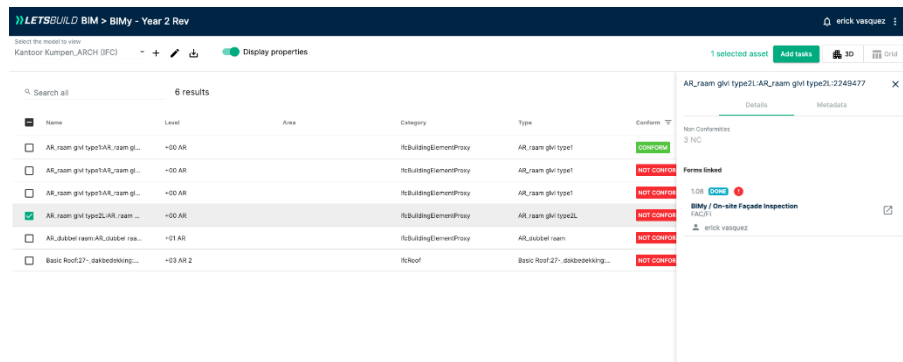 LETSBUILD BIM > BIMy - Year 2 Rev
erick vasquez
Select the model to view
Kantoor Kumpen_ARCH (IFC)
Display properties
1 selected asset
Add tasks
3D
Grid
Search all
6 results
Name Level Area Category Type Conform
AR_raam glvl type1:AR_raam gl... +00 AR IfcBuildingElementProxy AR_raam glvl type1 CONFORM
AR_raam glvl type1:AR_raam gl... +00 AR IfcBuildingElementProxy AR_raam glvl type1 NOT CONFOR
AR_raam glvl type1:AR_raam gl... +00 AR IfcBuildingElementProxy AR_raam glvl type1 NOT CONFOR
AR_raam glvl type2L:AR_raam ... +00 AR IfcBuildingElementProxy AR_raam glvl type2L NOT CONFOR
AR_dubbel raam:AR_dubbel raa... +01 AR IfcBuildingElementProxy AR_dubbel raam NOT CONFOR
Basic Roof:27-_dakbedekking:... +03 AR 2 IfcRoof Basic Roof:27-_dakbedekking:... NOT CONFOR
AR_raam glvl type2L:AR_raam glvl type2L:2249477
Details Metadata
Non Conformities
3 NC
Forms linked
1.08 DONE !
BIMy / On-site Façade Inspection
FAC/FI
erick vasquez